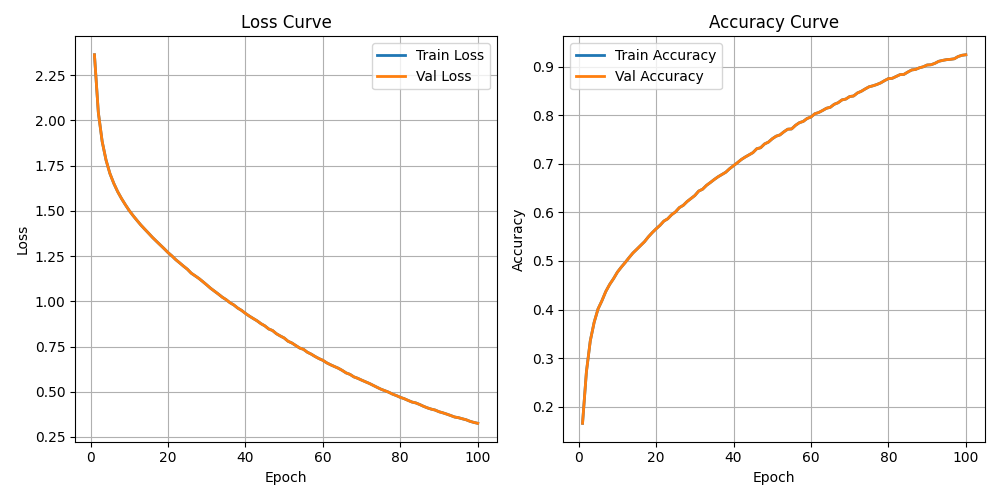 Loss Curve
Train Loss
Val Loss
2.25
2.00
1.75
1.50
1.25
1.00
0.75
0.50
0.25
Loss
0 20 40 60 80 100
Epoch
Accuracy Curve
Train Accuracy
Val Accuracy
0.9
0.8
0.7
0.6
0.5
0.4
0.3
0.2
Accuracy
0 20 40 60 80 100
Epoch